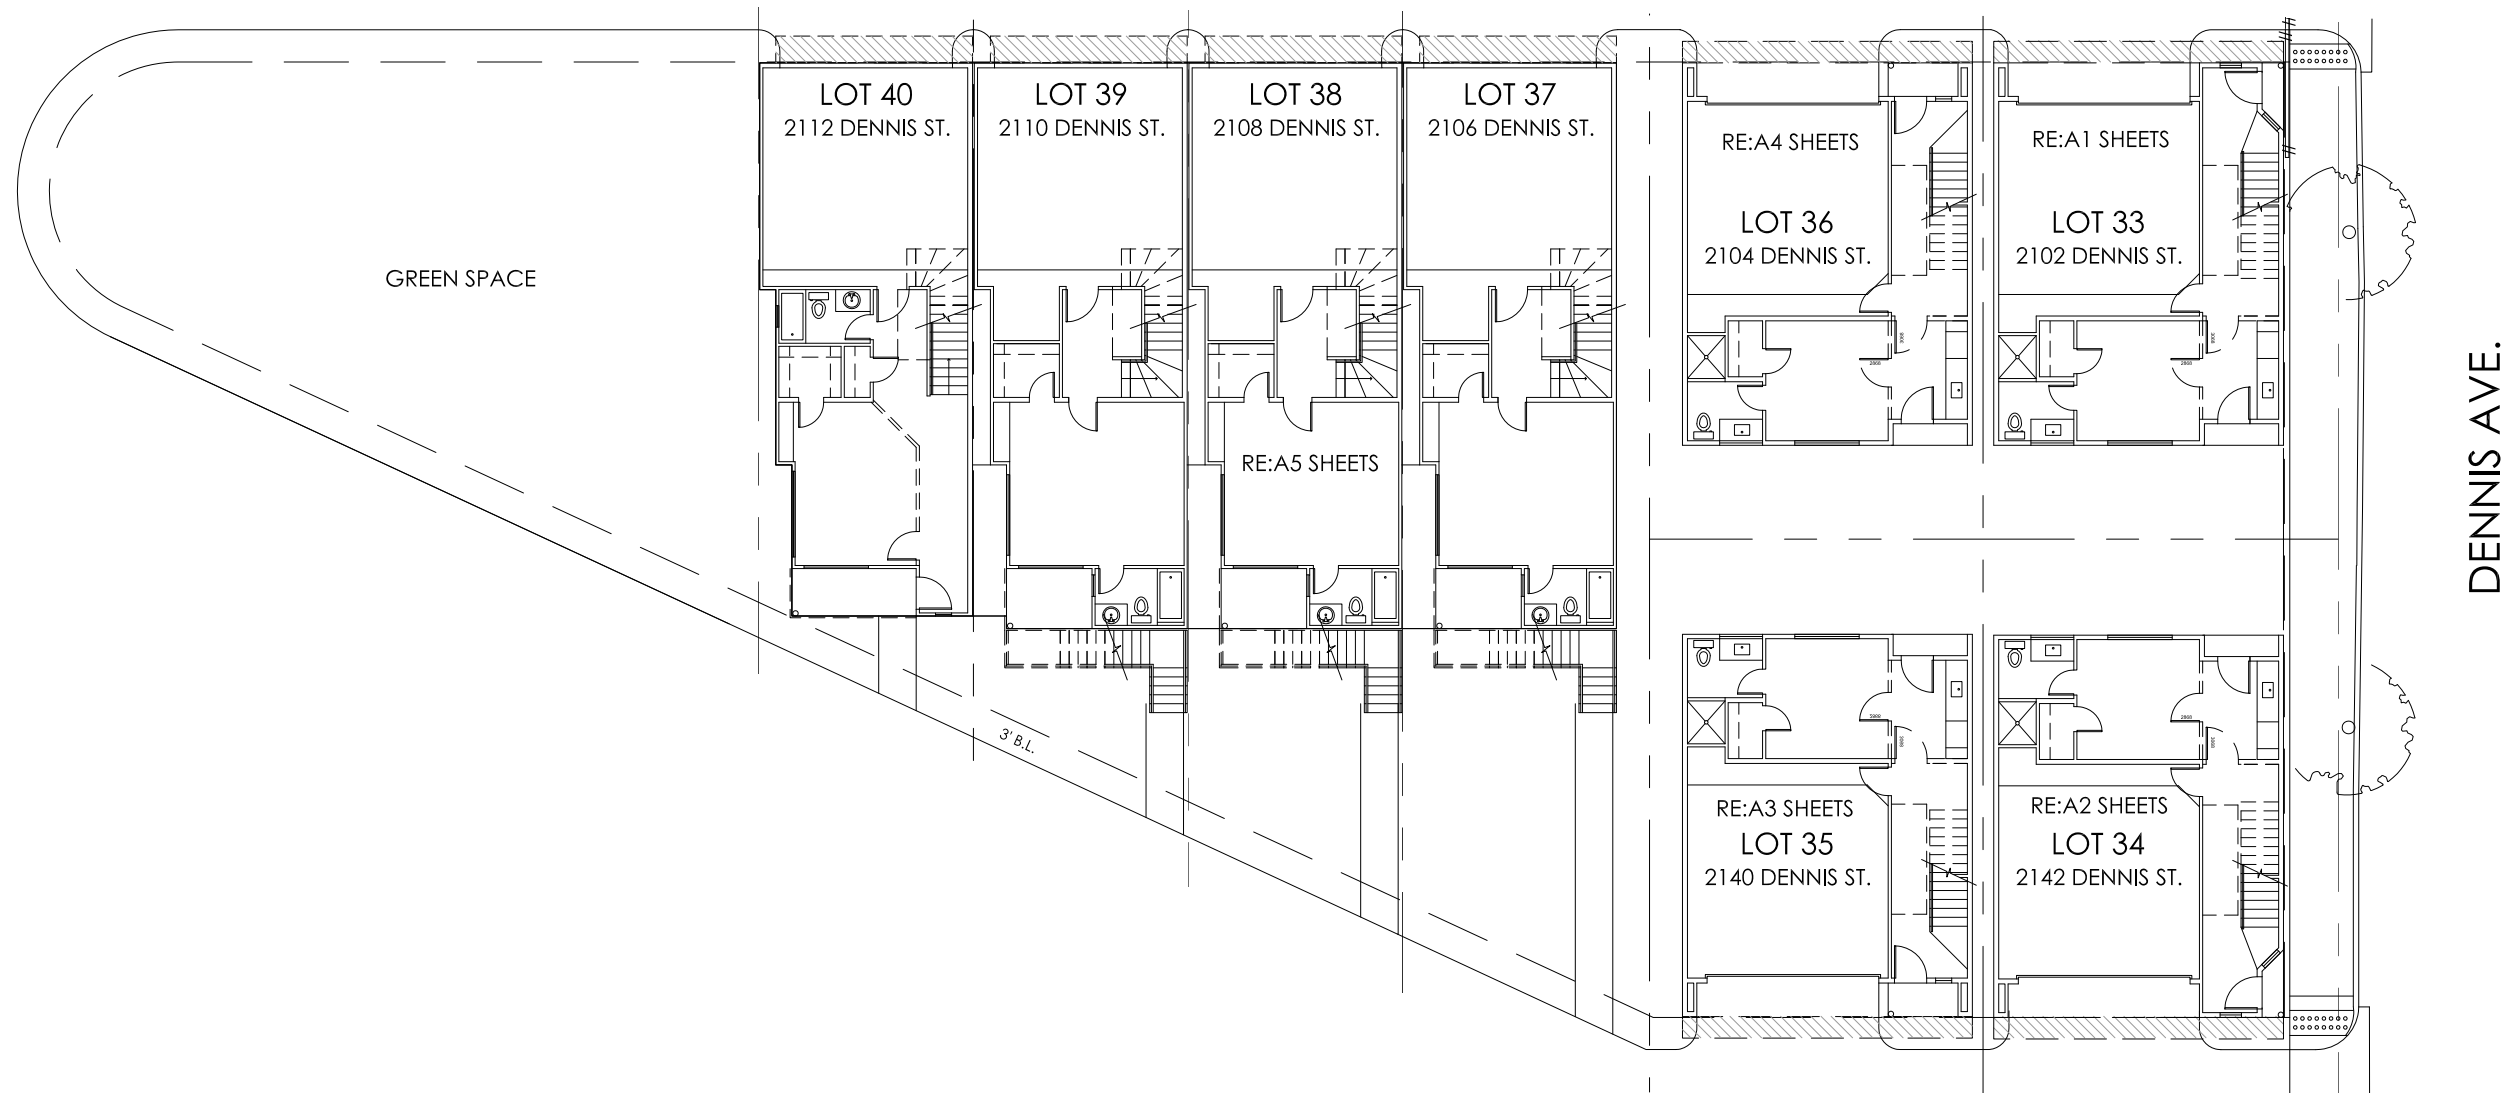 LOT 40
2112 DENNIS ST.
LOT 39
2110 DENNIS ST.
LOT 38
2108 DENNIS ST.
LOT 37
2106 DENNIS ST.
RE:A4 SHEETS
LOT 36
2104 DENNIS ST.
RE:A1 SHEETS
LOT 33
2102 DENNIS ST.
GREEN SPACE
RE:A5 SHEETS
DENNIS AVE.
3' B.L.
RE:A3 SHEETS
LOT 35
2140 DENNIS ST.
RE:A2 SHEETS
LOT 34
2142 DENNIS ST.
2868
2868
2868